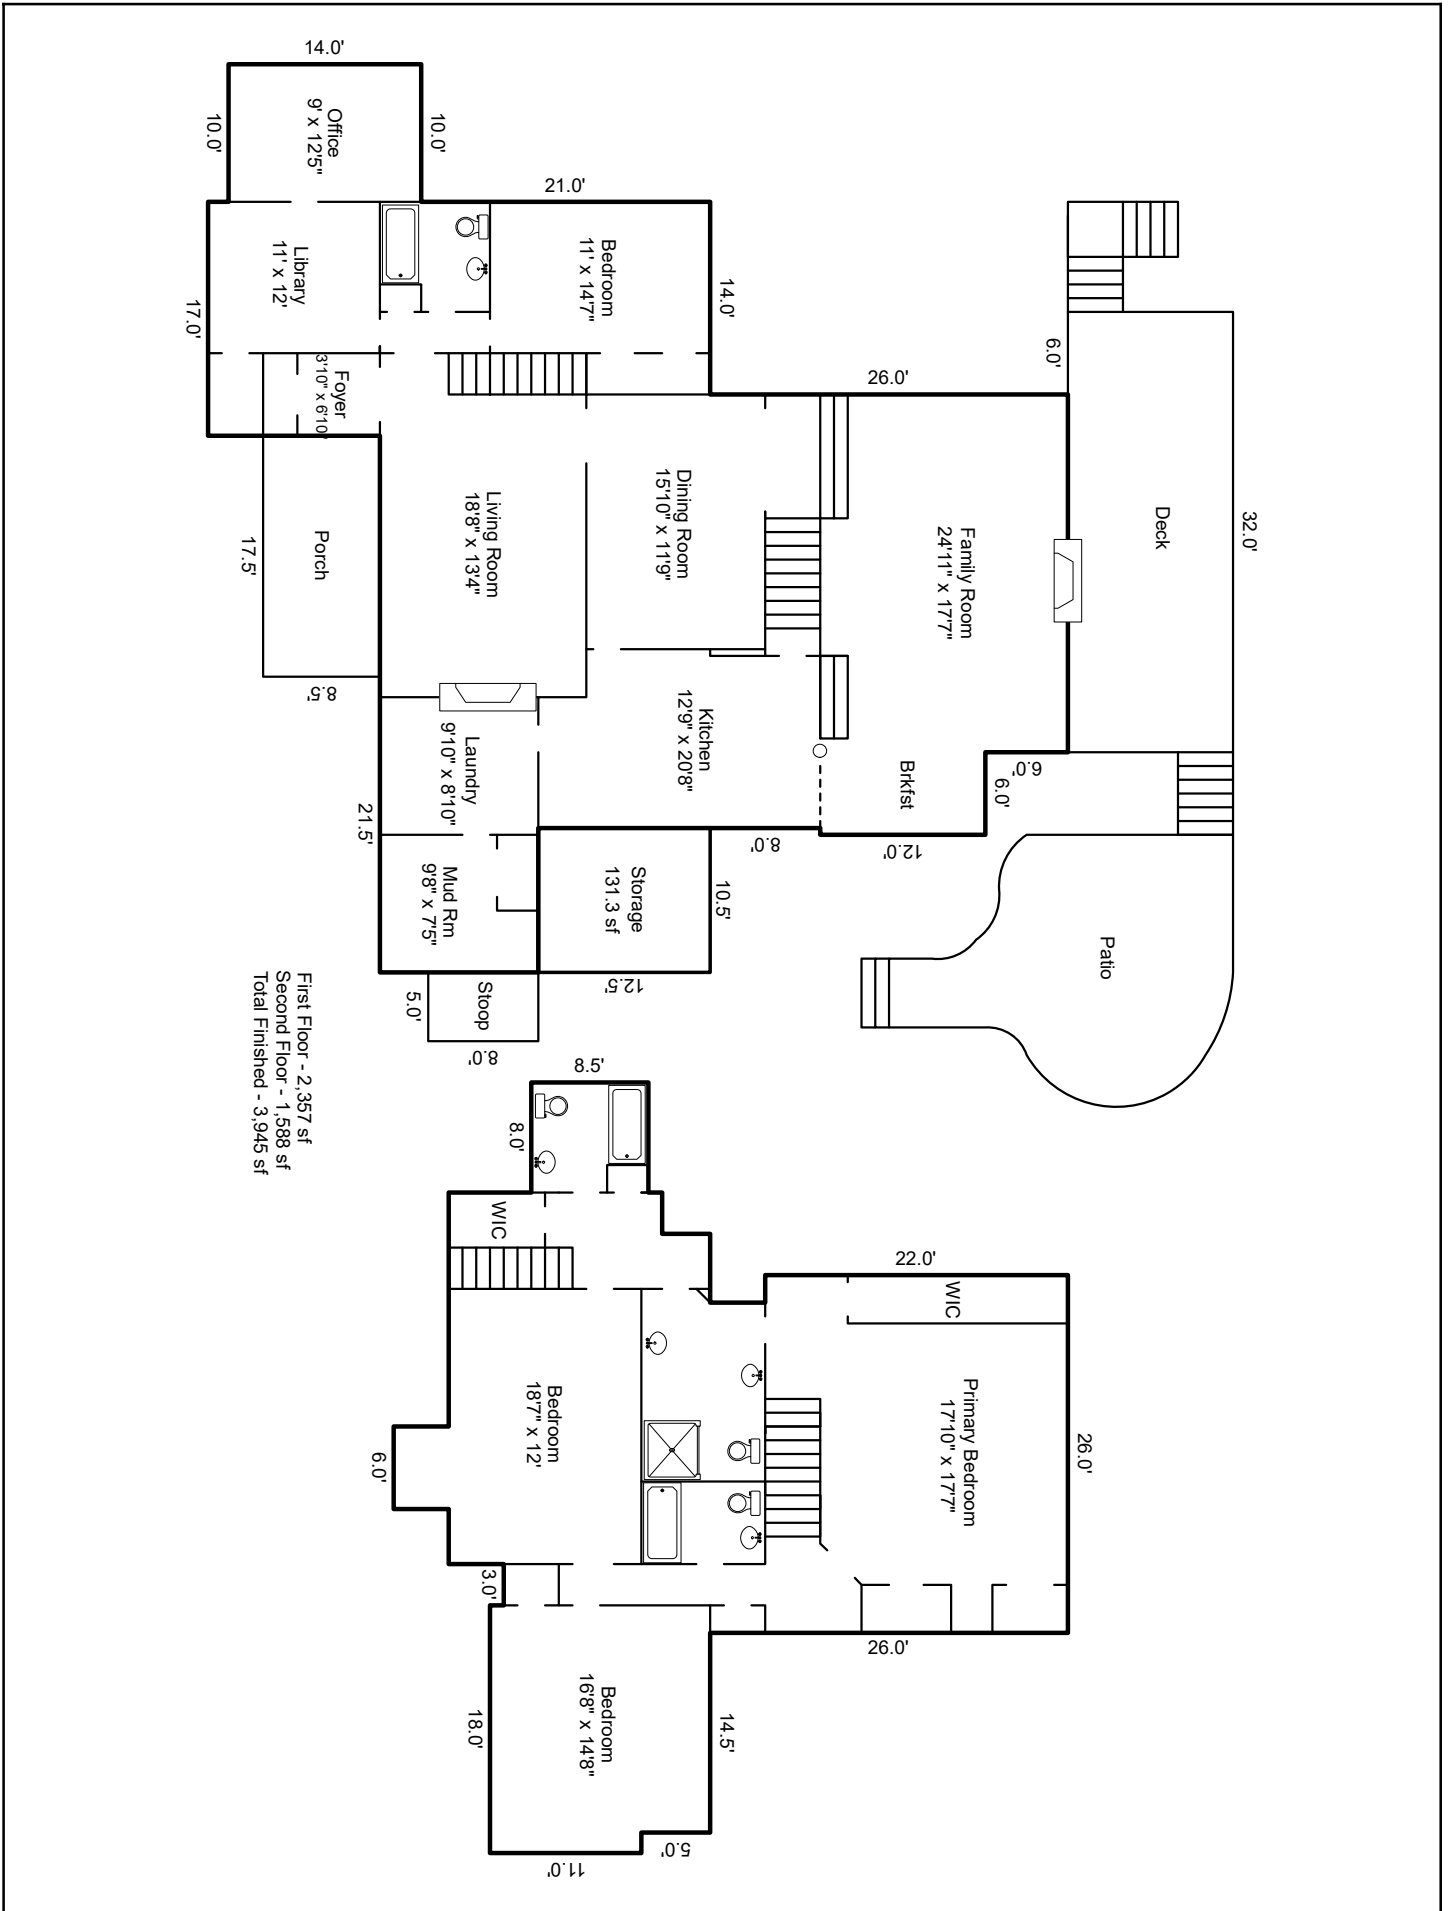 32.0'
Deck
6.0'
26.0'
Family Room
24'11" x 17'7"
6.0'
6.0'
Brkfst
12.0'
Patio
14.0'
21.0'
Bedroom
11' x 14'7"
Dining Room
15'10" x 11'9"
Kitchen
12'9" x 20'8"
8.0'
10.5'
Storage
131.3 sf
12.5'
14.0'
10.0'
Office
9' x 12'5"
10.0'
Library
11' x 12'
17.0'
Foyer
3'10" x 6'10"
Living Room
18'8" x 13'4"
Porch
17.5'
8.5'
Laundry
9'10" x 8'10"
21.5'
Mud Rm
9'8" x 7'5"
Stoop
5.0'
8.0'
First Floor - 2,357 sf
Second Floor - 1,588 sf
Total Finished - 3,945 sf
26.0'
22.0'
WIC
Primary Bedroom
17'10" x 17'7"
26.0'
8.5'
8.0'
WIC
Bedroom
18'7" x 12'
6.0'
3.0'
14.5'
Bedroom
16'8" x 14'8"
18.0'
5.0'
11.0'